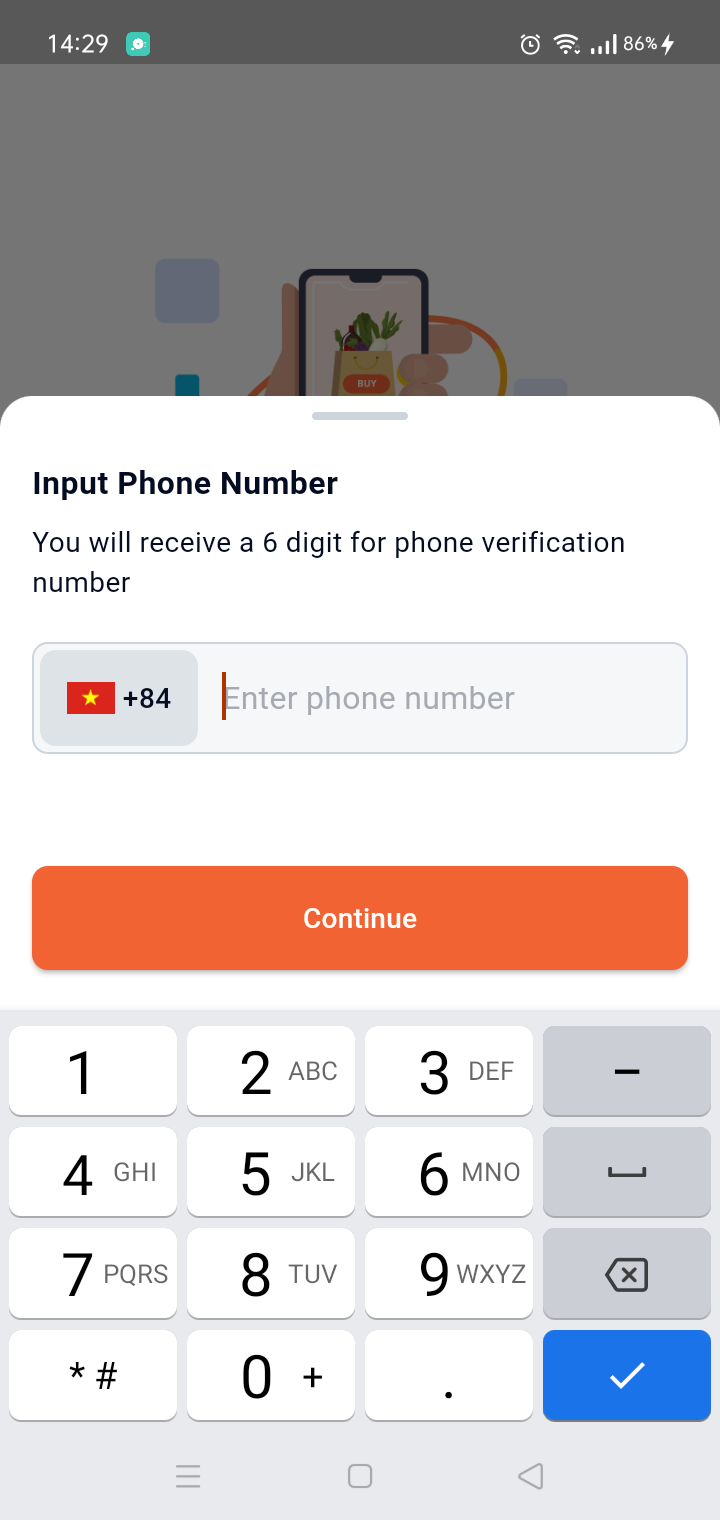 14:29
86%
BUY
Input Phone Number
You will receive a 6 digit for phone verification
number
+84 Enter phone number
Continue
1 2 ABC 3 DEF –
4 GHI 5 JKL 6 MNO
7 PQRS 8 TUV 9 WXYZ
* # 0 + .